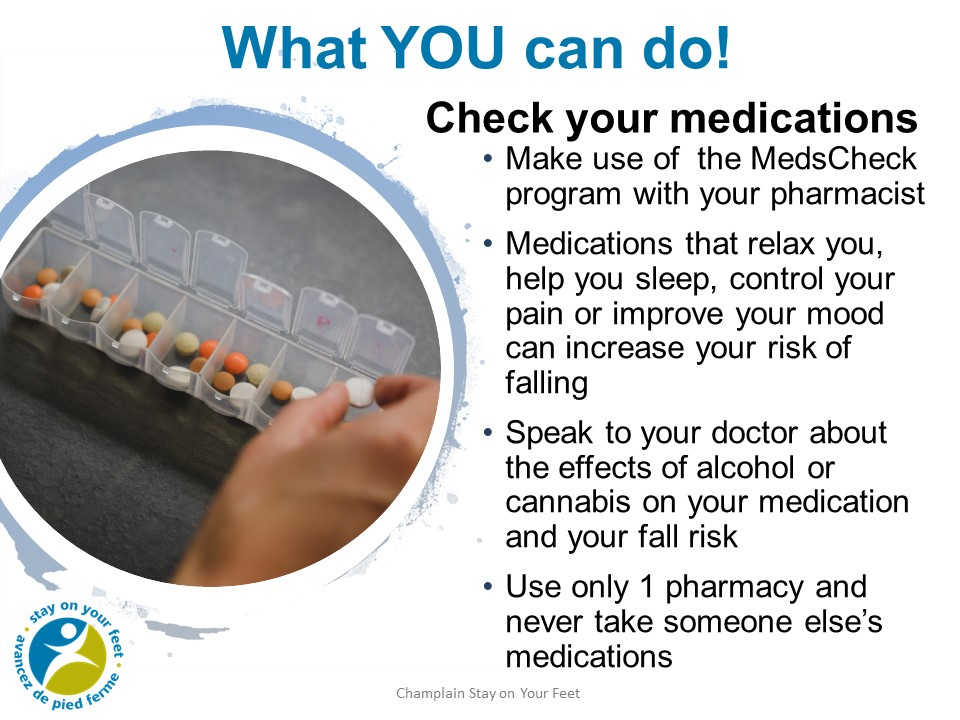 What YOU can do!
Check your medications
• Make use of  the MedsCheck
program with your pharmacist
• Medications that relax you,
help you sleep, control your
pain or improve your mood
can increase your risk of
falling
• Speak to your doctor about
the effects of alcohol or
cannabis on your medication
and your fall risk
• Use only 1 pharmacy and
never take someone else’s
medications
• stay on your feet •
avancez de pied ferme
Champlain Stay on Your Feet